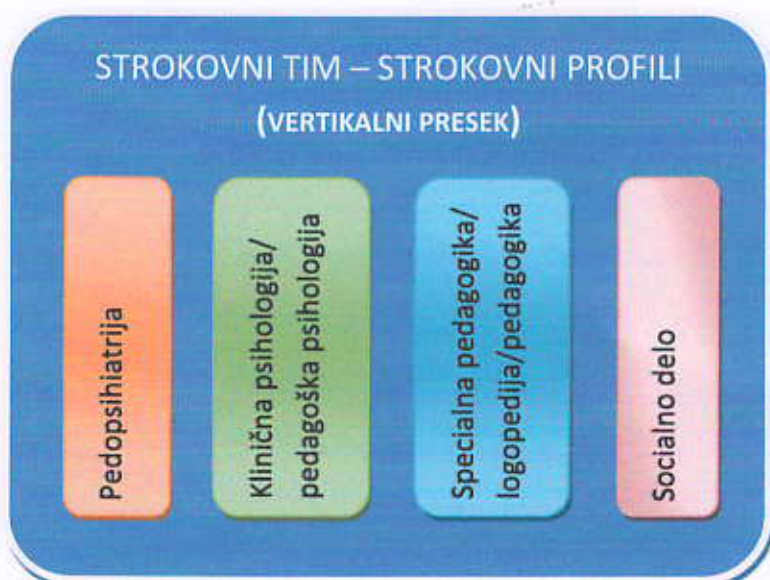 STROKOVNI TIM – STROKOVNI PROFILI
(VERTIKALNI PRESEK)
Pedopsihiatrija
Klinična psihologija/
pedagoška psihologija
Specialna pedagogika/
logopedija/pedagogika
Socialno delo